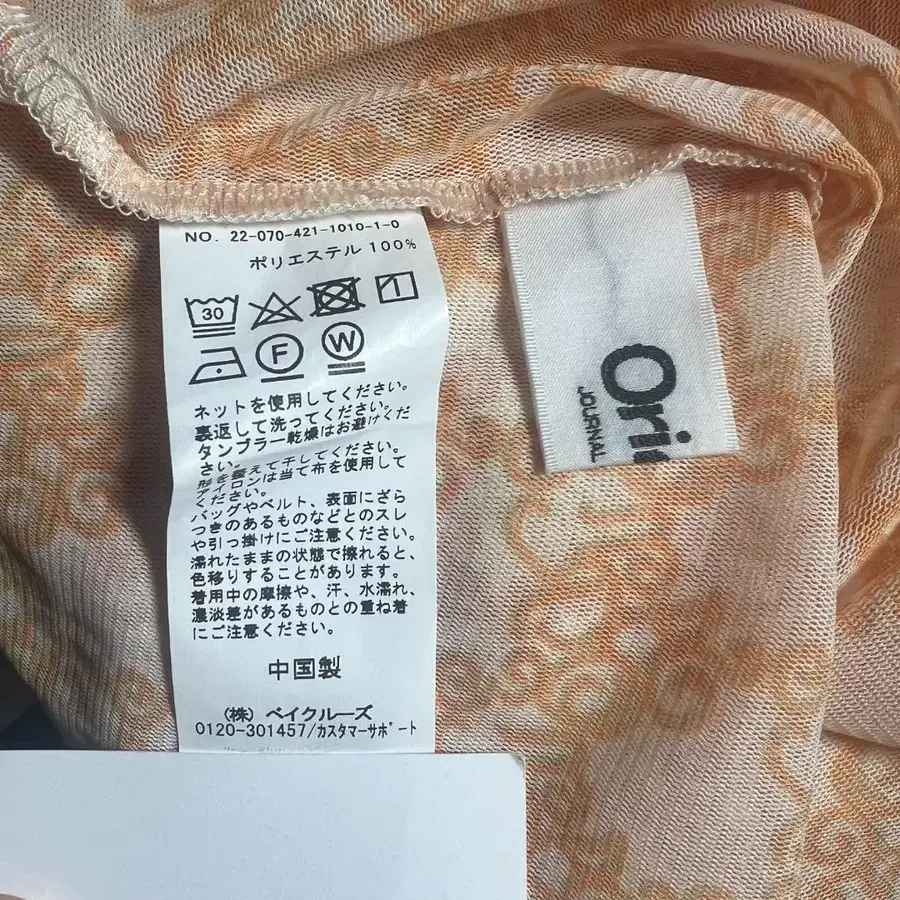 NO. 22-070-421-1010-1-0
ポリエステル 100%
30
1
F
W
ネットを使用してください。
裏返して洗ってください。
タンブラー乾燥はお避けくだ
さい。
形を整えて干してください。
アイロンは当て布を使用して
ください。
バッグやベルト、表面にざら
つきのあるものなどとのスレ
や引っ掛けにご注意ください。
濡れたままの状態で擦れると、
色移りすることがあります。
着用中の摩擦や、汗、水濡れ、
濃淡差があるものとの重ね着
にご注意ください。
中国製
(株) ベイクルーズ
0120-301457/カスタマーサポート
Ori
JOURNAL